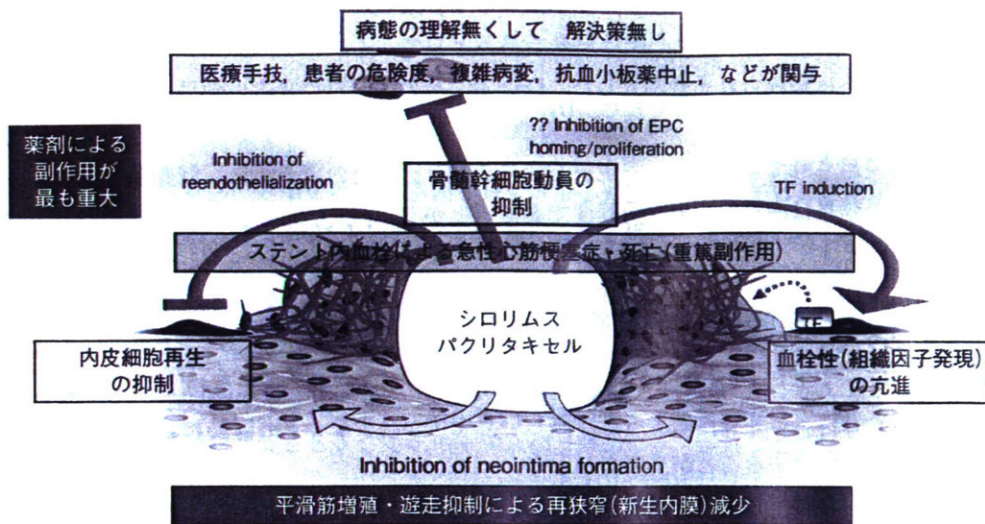 病態の理解無くして 解決策無し
医療手技，患者の危険度，複雑病変，抗血小板薬中止，などが関与
薬剤による
副作用が
最も重大
Inhibition of
reendothelialization
?? Inhibition of EPC
homing/proliferation
骨髄幹細胞動員の
抑制
TF induction
ステント内血栓による急性心筋梗塞症・死亡(重篤副作用)
シロリムス
パクリタキセル
TF
内皮細胞再生
の抑制
血栓性(組織因子発現)
の亢進
Inhibition of neointima formation
平滑筋増殖・遊走抑制による再狭窄(新生内膜)減少